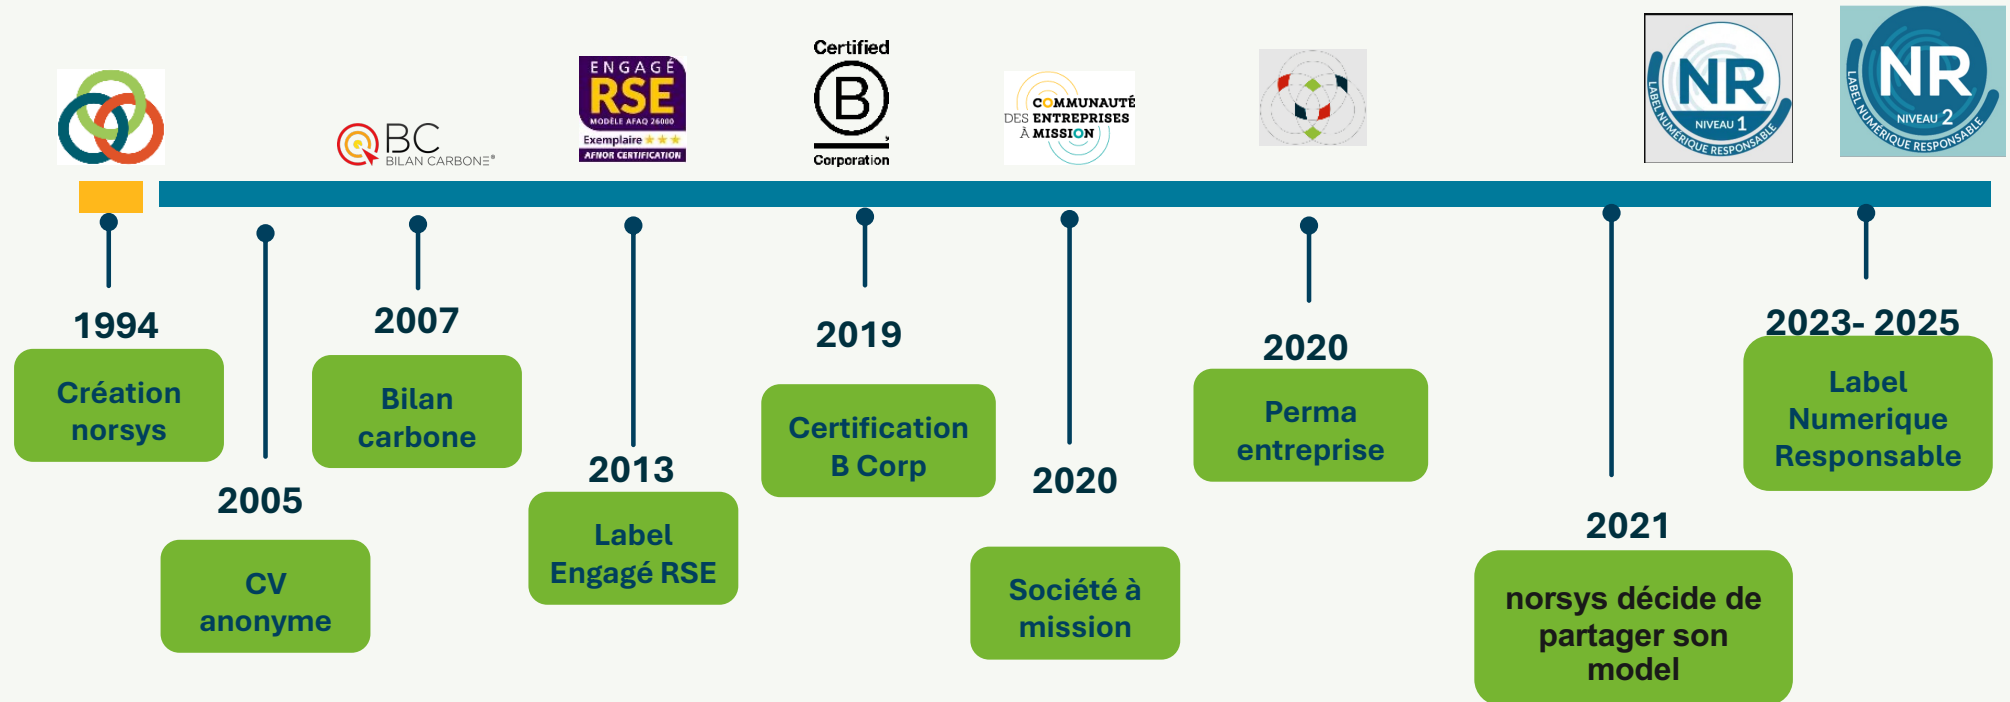 BC
BILAN CARBONE®
ENGAGÉ
RSE
MODÈLE AFAQ 26000
Exemplaire ★★★
AFNOR CERTIFICATION
Certified
B
Corporation
COMMUNAUTÉ
DES ENTREPRISES
À MISSION
NR
NIVEAU 1
LABEL NUMÉRIQUE RESPONSABLE
NR
NIVEAU 2
LABEL NUMÉRIQUE RESPONSABLE
1994
Création
norsys
2005
CV
anonyme
2007
Bilan
carbone
2013
Label
Engagé RSE
2019
Certification
B Corp
2020
Société à
mission
2020
Perma
entreprise
2021
norsys décide de
partager son
model
2023- 2025
Label
Numerique
Responsable